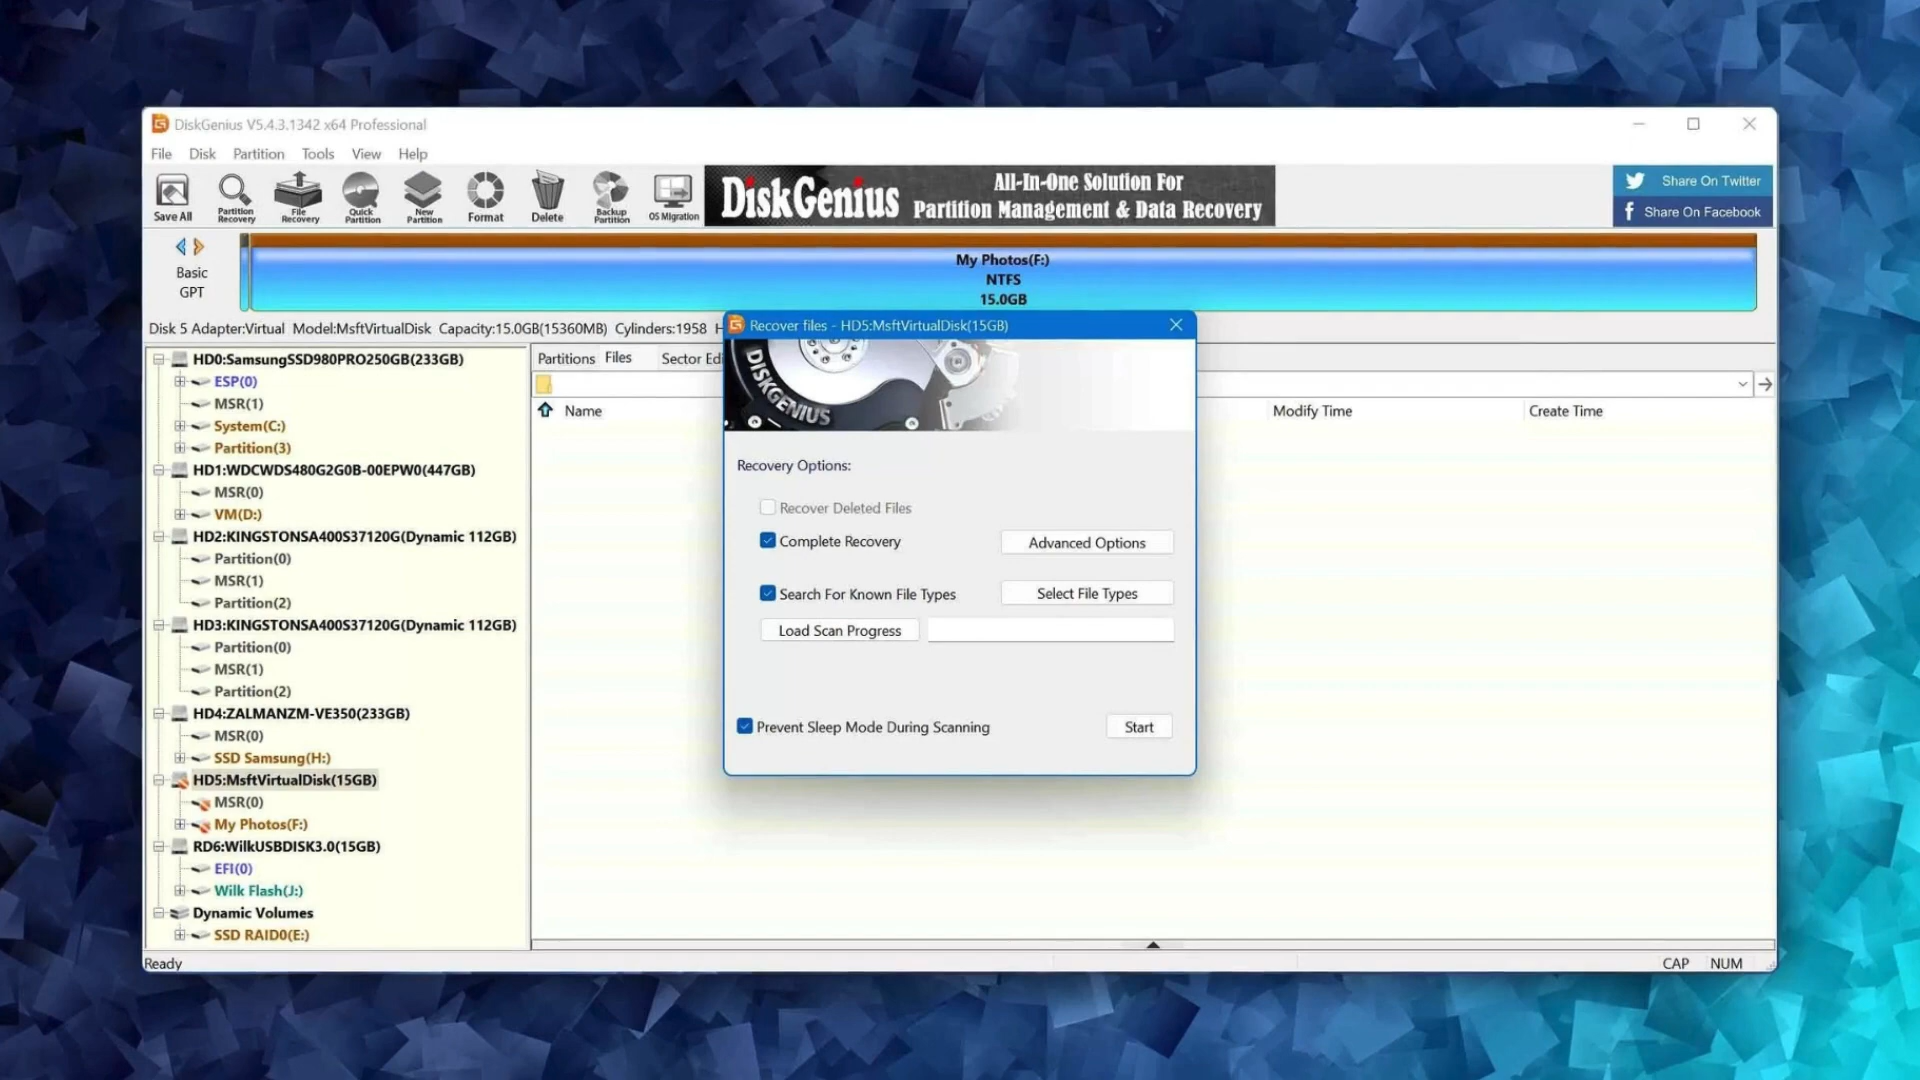 DiskGenius V5.4.3.1342 x64 Professional
File Disk Partition Tools View Help
Save All
Partition Recovery
File Recovery
Quick Partition
New Partition
Format
Delete
Backup Partition
OS Migration
DiskGenius
All-In-One Solution For
Partition Management & Data Recovery
Share On Twitter
Share On Facebook
Basic
GPT
My Photos(F:)
NTFS
15.0GB
Disk 5 Adapter:Virtual Model:MsftVirtualDisk Capacity:15.0GB(15360MB) Cylinders:1958 H
HD0:SamsungSSD980PRO250GB(233GB)
ESP(0)
MSR(1)
System(C:)
Partition(3)
HD1:WDCWDS480G2G0B-00EPW0(447GB)
MSR(0)
VM(D:)
HD2:KINGSTONSA400S37120G(Dynamic 112GB)
Partition(0)
MSR(1)
Partition(2)
HD3:KINGSTONSA400S37120G(Dynamic 112GB)
Partition(0)
MSR(1)
Partition(2)
HD4:ZALMANZM-VE350(233GB)
MSR(0)
SSD Samsung(H:)
HD5:MsftVirtualDisk(15GB)
MSR(0)
My Photos(F:)
RD6:WilkUSBDISK3.0(15GB)
EFI(0)
Wilk Flash(J:)
Dynamic Volumes
SSD RAID0(E:)
Partitions Files Sector Edi
Name
Modify Time
Create Time
Recover files - HD5:MsftVirtualDisk(15GB)
DISKGENIUS
Recovery Options:
Recover Deleted Files
Complete Recovery
Advanced Options
Search For Known File Types
Select File Types
Load Scan Progress
Prevent Sleep Mode During Scanning
Start
Ready
CAP NUM